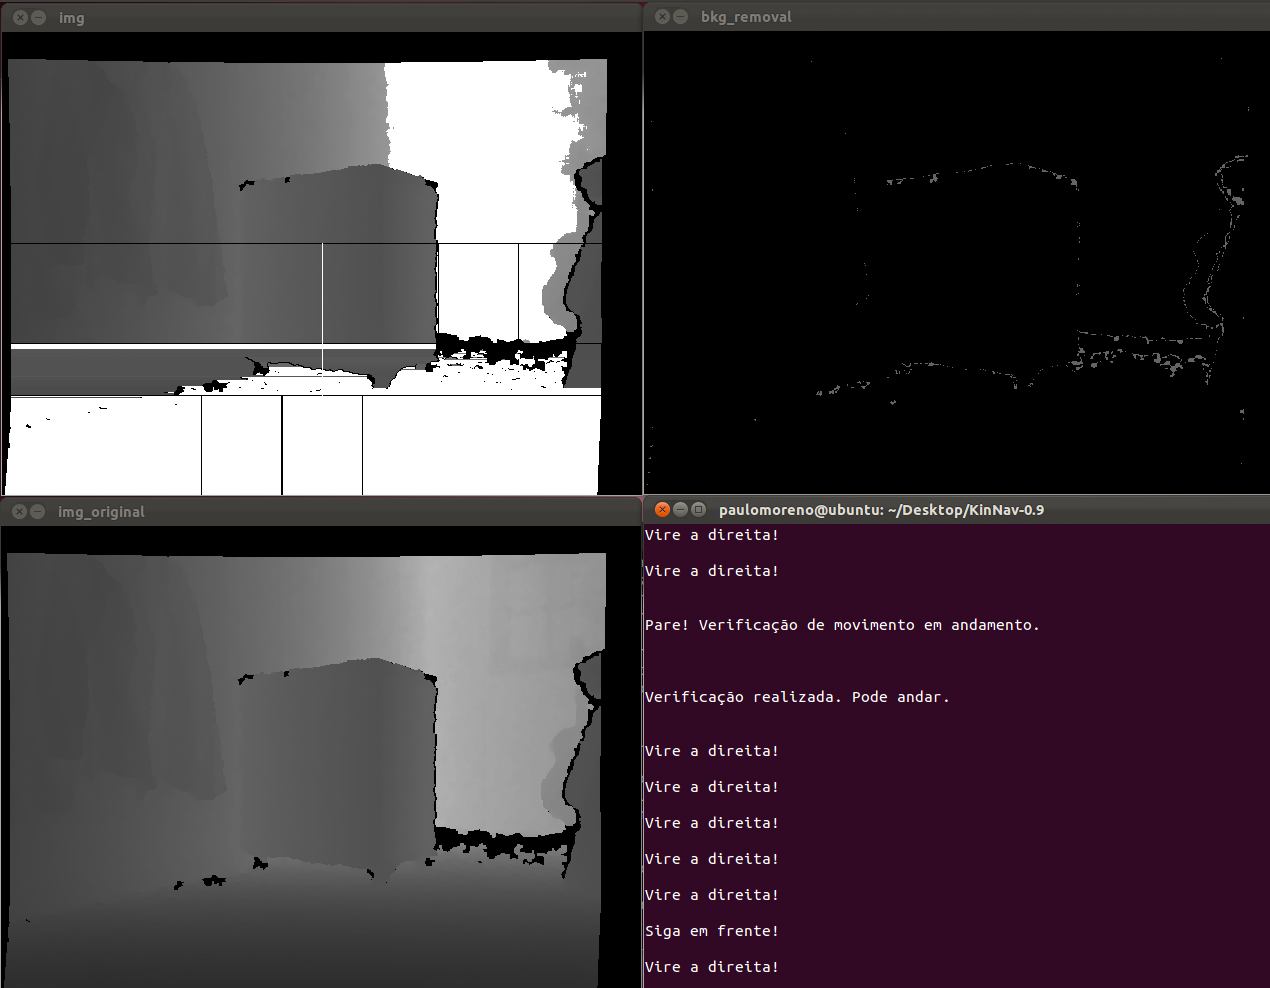 img
bkg_removal
img_original
paulomoreno@ubuntu: ~/Desktop/KinNav-0.9
Vire a direita!
Vire a direita!
Pare! Verificação de movimento em andamento.
Verificação realizada. Pode andar.
Vire a direita!
Vire a direita!
Vire a direita!
Vire a direita!
Vire a direita!
Siga em frente!
Vire a direita!